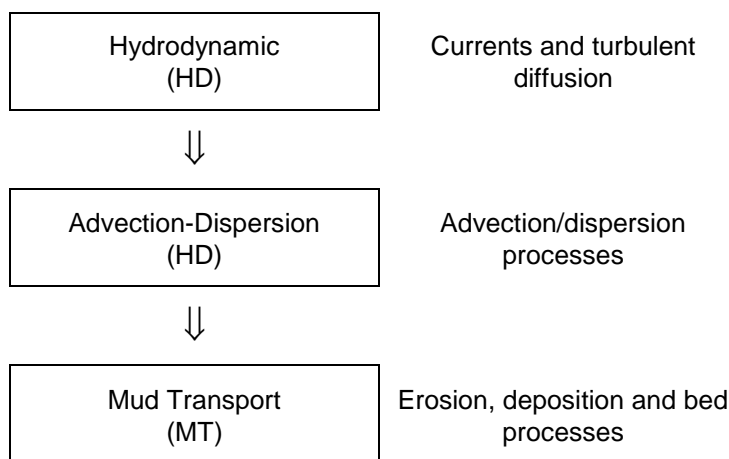 Hydrodynamic
(HD)
Currents and turbulent
diffusion
⇓
Advection-Dispersion
(HD)
Advection/dispersion
processes
⇓
Mud Transport
(MT)
Erosion, deposition and bed
processes